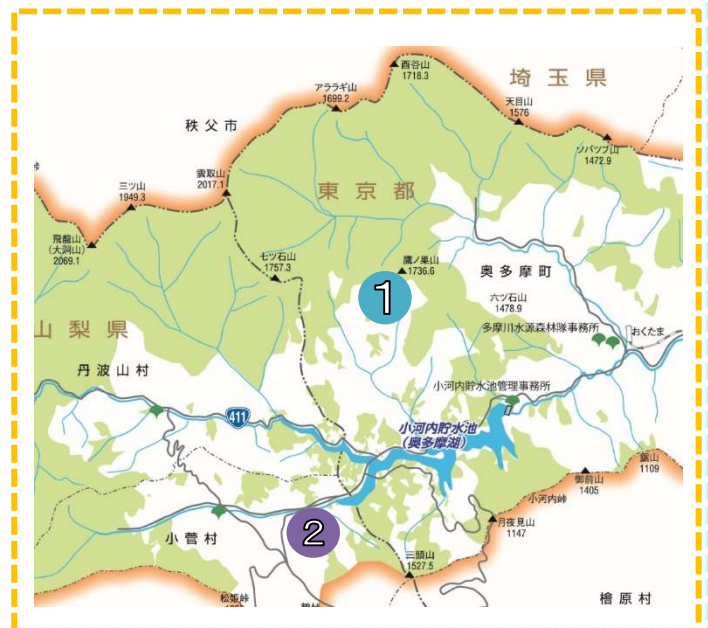 酉谷山
1718.3
埼玉県
アララギ山
1699.2
天目山
1576
秩父市
ソバツブ山
1472.9
雲取山
2017.1
東京都
三ツ山
1949.3
飛龍山
(大洞山)
2069.1
七ツ石山
1757.3
鷹ノ巣山
1736.6
奥多摩町
1
六ツ石山
1478.9
山梨県
多摩川水源森林隊事務所
おくたま
丹波山村
小河内貯水池管理事務所
411
小河内貯水池
(奥多摩湖)
鋸山
1109
御前山
1405
小河内峠
2
月夜見山
1147
小菅村
三頭山
1527.5
松姫峠
檜原村